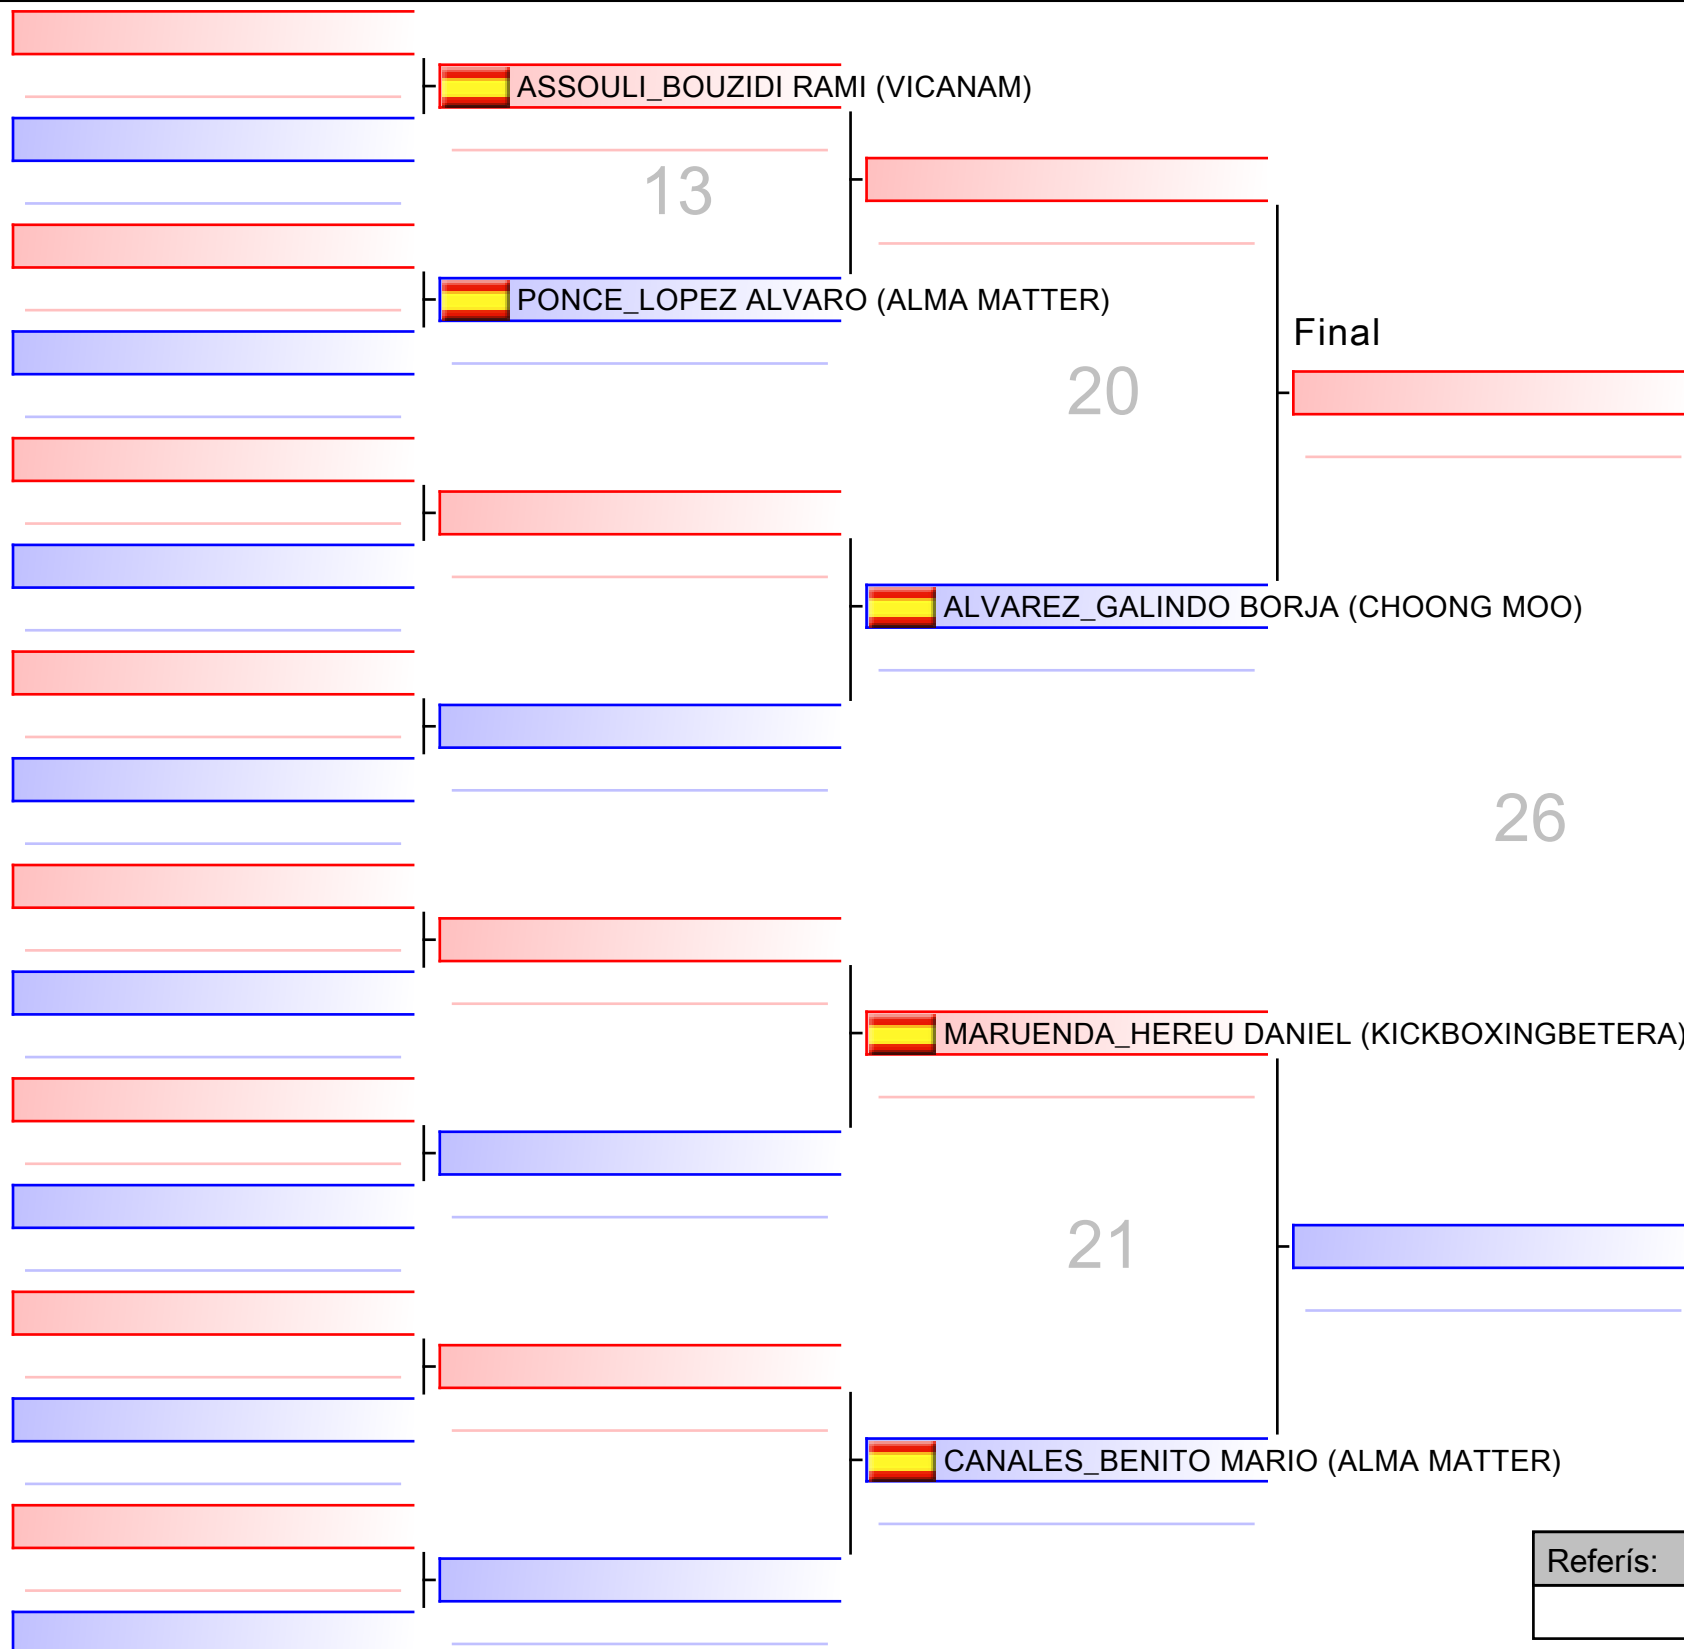 ASSOULI_BOUZIDI RAMI (VICANAM)
13
PONCE_LOPEZ ALVARO (ALMA MATTER)
Final
20
ALVAREZ_GALINDO BORJA (CHOONG MOO)
26
MARUENDA_HEREU DANIEL (KICKBOXINGBETERA)
21
CANALES_BENITO MARIO (ALMA MATTER)
Referís: